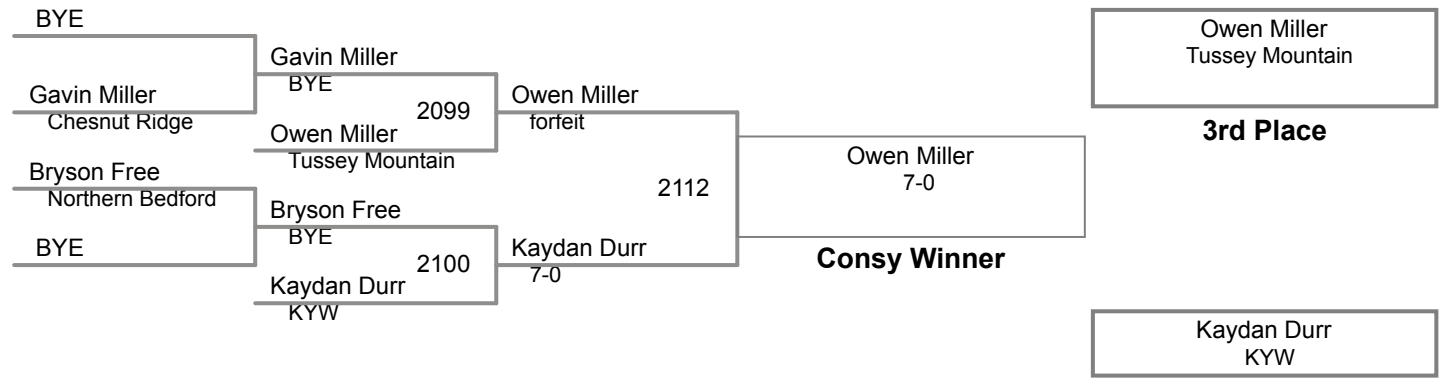 BYE
Gavin Miller
Chesnut Ridge
Bryson Free
Northern Bedford
BYE
Gavin Miller
BYE
2099
Owen Miller
Tussey Mountain
Bryson Free
BYE
2100
Kaydan Durr
KYW
Owen Miller
forfeit
2112
Kaydan Durr
7-0
Owen Miller
7-0
Consy Winner
Owen Miller
Tussey Mountain
3rd Place
Kaydan Durr
KYW